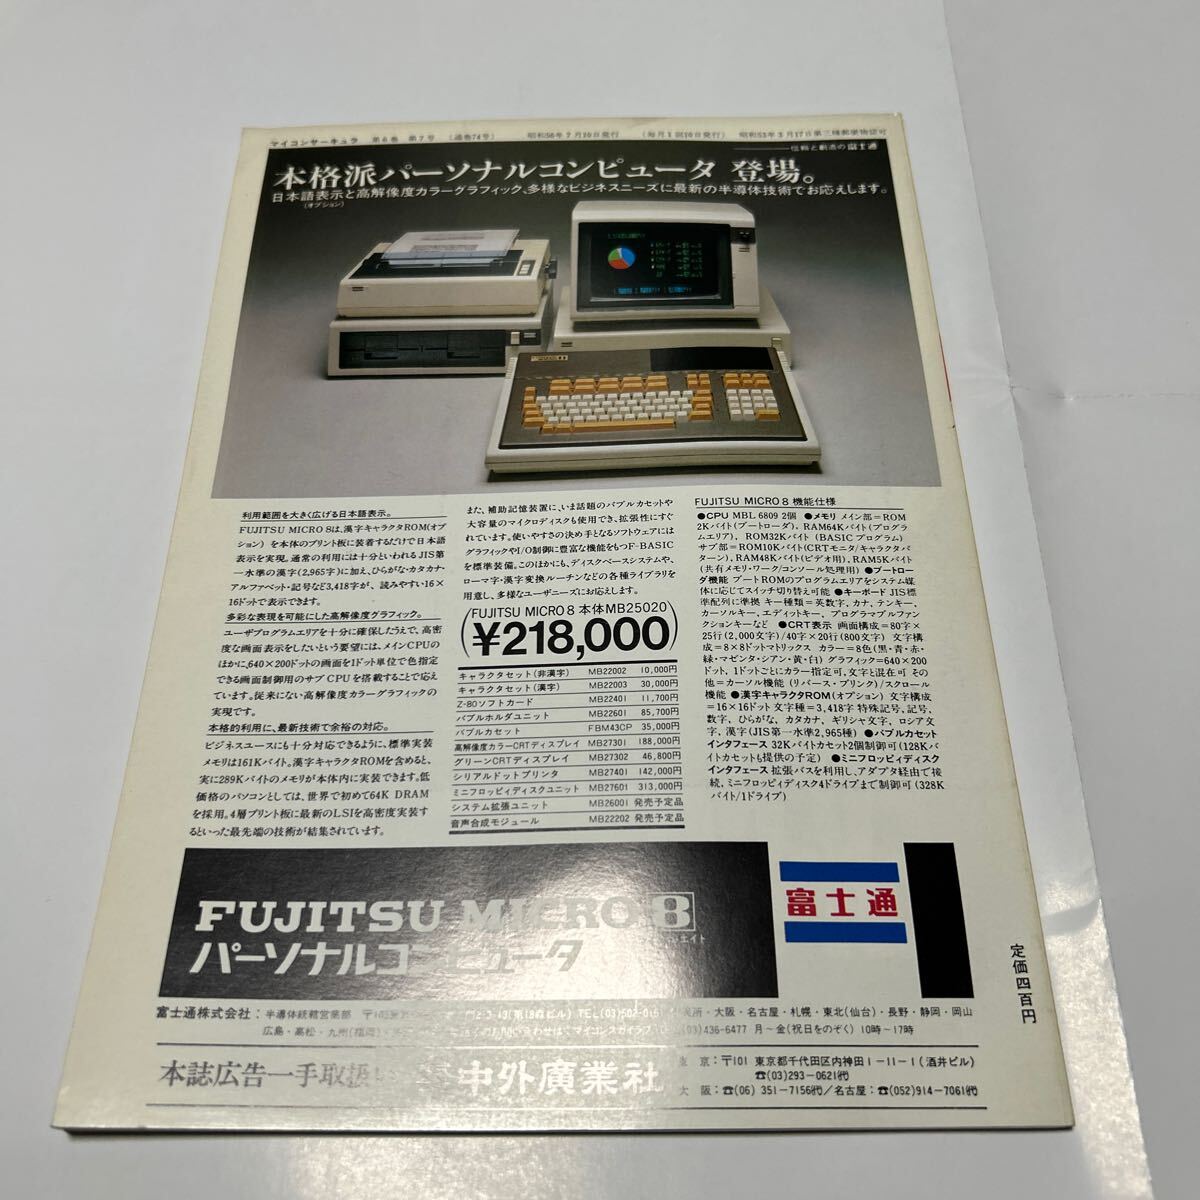 マイコンサーキュラ 第6巻 第7号 (通巻74号) 昭和56年7月10日発行 (毎月1回10日発行) 昭和53年3月17日第三種郵便物認可
信頼と創造の富士通
本格派パーソナルコンピュータ 登場。
日本語表示と高解像度カラーグラフィック、多様なビジネスニーズに最新の半導体技術でお応えします。
(オプション)
利用範囲を大きく広げる日本語表示。
FUJITSU MICRO 8は、漢字キャラクタROM(オプ
ション) を本体のプリント板に装着するだけで日本語
表示を実現。通常の利用には十分といわれるJIS第
一水準の漢字(2,965字)に加え、ひらがな・カタカナ・
アルファベット・記号など3,418字が、読みやすい16×
16ドットで表示できます。
多彩な表現を可能にした高解像度グラフィック。
ユーザプログラムエリアを十分に確保したうえで、高密
度な画面表示をしたいという要望には、メインCPUの
ほかに、640×200ドットの画面を1ドット単位で色指定
できる画面制御用のサブCPUを搭載することで応え
ています。従来にない高解像度カラーグラフィックの
実現です。
本格的利用に、最新技術で余裕の対応。
ビジネスユースにも十分対応できるように、標準実装
メモリは161Kバイト。漢字キャラクタROMを含めると、
実に289Kバイトのメモリが本体内に実装できます。低
価格のパソコンとしては、世界で初めて64K DRAM
を採用。4層プリント板に最新のLSIを高密度実装す
るといった最先端の技術が結集されています。
また、補助記憶装置に、いま話題のバブルカセットや
大容量のマイクロディスクも使用でき、拡張性にすぐ
れています。使いやすさの決め手となるソフトウェアには
グラフィックやI/O制御に豊富な機能をもつF-BASIC
を標準装備。このほかにも、ディスクベースシステムや、
ローマ字・漢字変換ルーチンなどの各種ライブラリを
用意し、多様なユーザニーズにお応えします。
(FUJITSU MICRO 8 本体MB25020)
¥218,000
キャラクタセット(非漢字) MB22002 10,000円
キャラクタセット(漢字) MB22003 30,000円
Z-80ソフトカード MB22401 11,700円
バブルホルダユニット MB22601 85,700円
バブルカセット FBM43CP 35,000円
高解像度カラーCRTディスプレイ MB27301 188,000円
グリーンCRTディスプレイ MB27302 46,800円
シリアルドットプリンタ MB27401 142,000円
ミニフロッピィディスクユニット MB27601 313,000円
システム拡張ユニット MB26001 発売予定品
音声合成モジュール MB22202 発売予定品
FUJITSU MICRO 8 機能仕様
●CPU MBL 6809 2個 ●メモリ メイン部=ROM
2Kバイト(ブートローダ)、RAM64Kバイト(プログラ
ムエリア)、ROM32Kバイト (BASICプログラム)
サブ部=ROM10Kバイト(CRTモニタ/キャラクタパ
ターン)、RAM48Kバイト(ビデオ用)、RAM5Kバイト
(共有メモリ・ワーク/コンソール処理用) ●ブートロー
ダ機能 ブートROMのプログラムエリアをシステム媒
体に応じてスイッチ切り替え可能 ●キーボード JIS標
準配列に準拠 キー種類=英数字、カナ、テンキー、
カーソルキー、エディットキー、プログラマブルファン
クションキーなど ●CRT表示 画面構成=80字×
25行(2,000文字)/40字×20行(800文字) 文字構
成=8×8ドットマトリックス カラー=8色(黒・青・赤・
緑・マゼンタ・シアン・黄・白) グラフィック=640×200
ドット、1ドットごとにカラー指定可、文字と混在可 その
他=カーソル機能 (リバース・ブリンク)/スクロール
機能 ●漢字キャラクタROM(オプション) 文字構成
=16×16ドット 文字種=3,418字 特殊記号、記号、
数字、ひらがな、カタカナ、ギリシャ文字、ロシア文
字、漢字(JIS第一水準2,965種) ●バブルカセット
インタフェース 32Kバイトカセット2個制御可(128Kバ
イトカセットも提供の予定) ●ミニフロッピィディスク
インタフェース 拡張バスを利用し、アダプタ経由で接
続、ミニフロッピィディスク4ドライブまで制御可(328K
バイト/1ドライブ)
FUJITSU MICRO 8
エイト
パーソナルコンピュータ
富士通
定価四百円
富士通株式会社: 半導体統轄営業部 〒105 (第18森ビル) TEL(03)502-016 ・大阪・名古屋・札幌・東北(仙台)・長野・静岡・岡山
広島・高松・九州(福岡) お問い合わせは: マイコンスカイラブ (03)436-6477 月～金(祝日をのぞく) 10時～17時
本誌広告一手取扱 中外廣業社 東京: 〒101 東京都千代田区内神田1-11-1(酒井ビル)
☎(03)293-0621㈹
大阪: ☎(06)351-7156㈹/名古屋: ☎(052)914-7061㈹